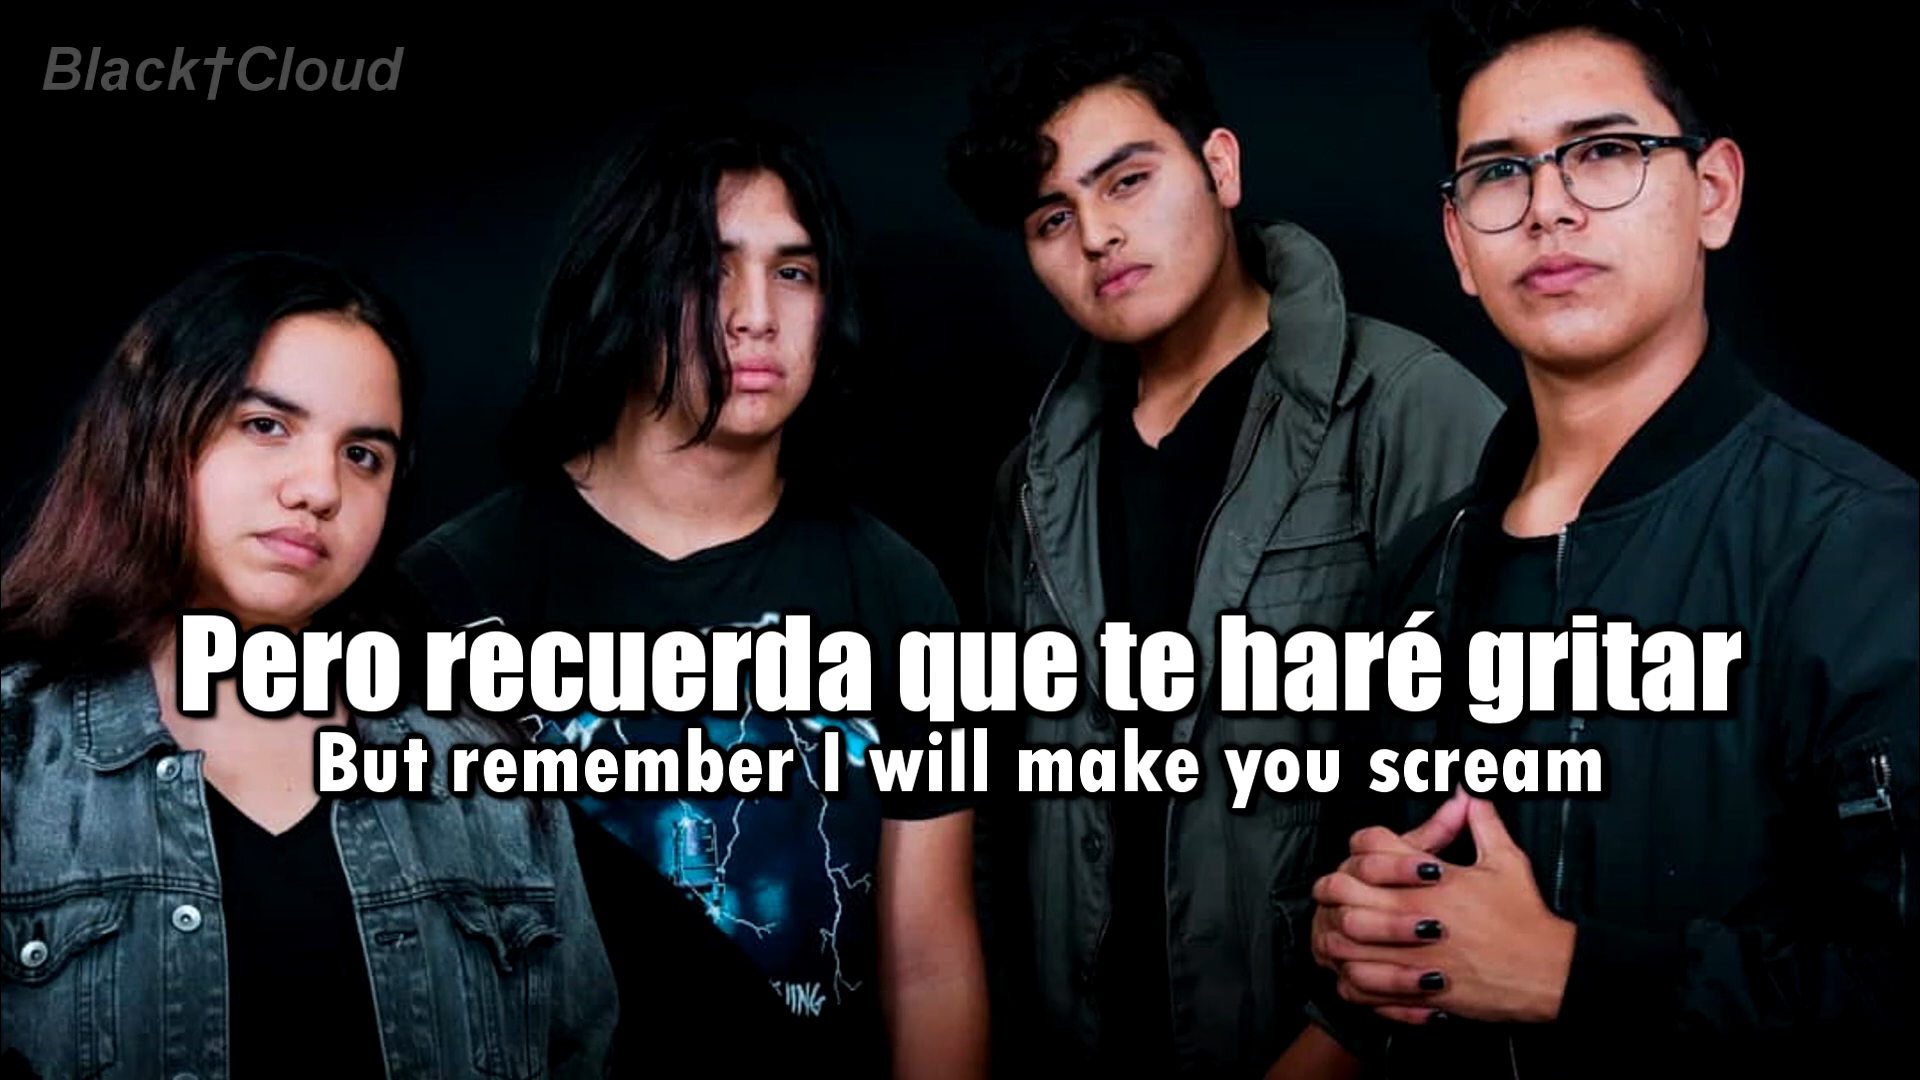 Black†Cloud
Pero recuerda que te haré gritar
But remember I will make you scream